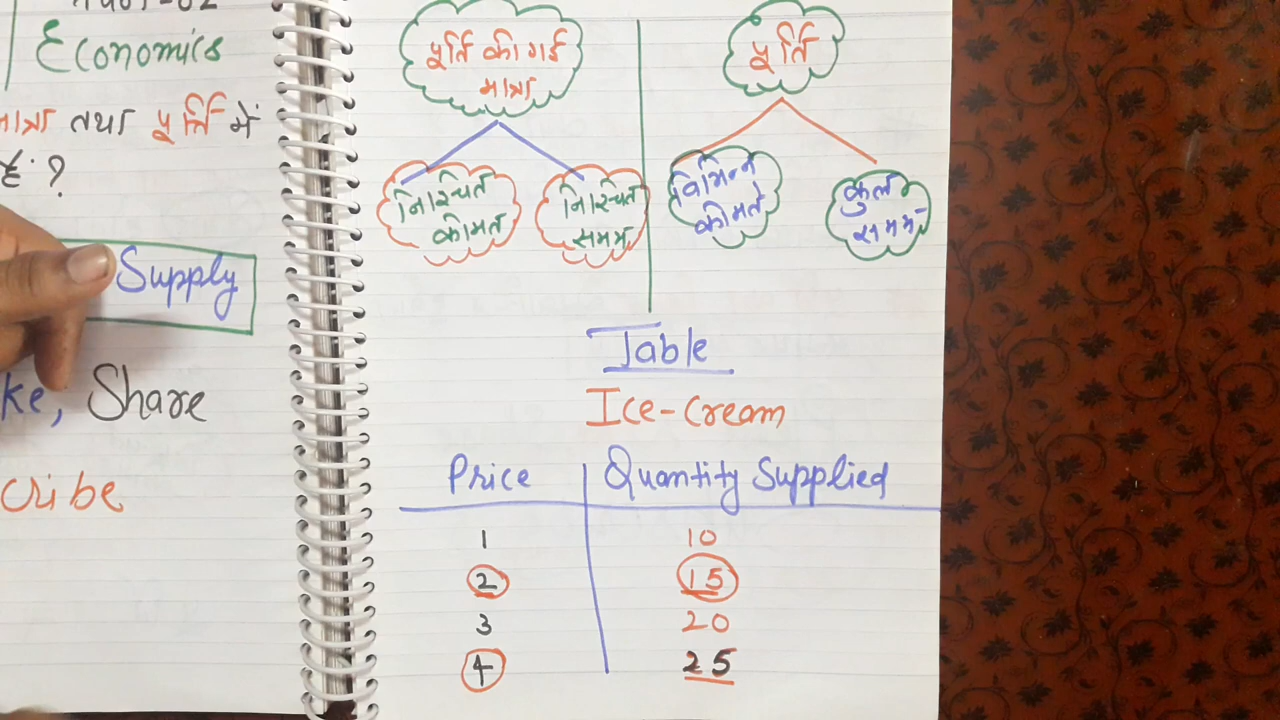 Economics
तथा पूर्ति में
है ?
Supply
ke, Share
cribe
पूर्ति की गई
मात्रा
निश्चित
कीमत
निश्चित
समय
पूर्ति
विभिन्न
कीमतें
कुल
समय
Table
Ice-Cream
Price Quantity Supplied
1 10
2 15
3 20
4 25